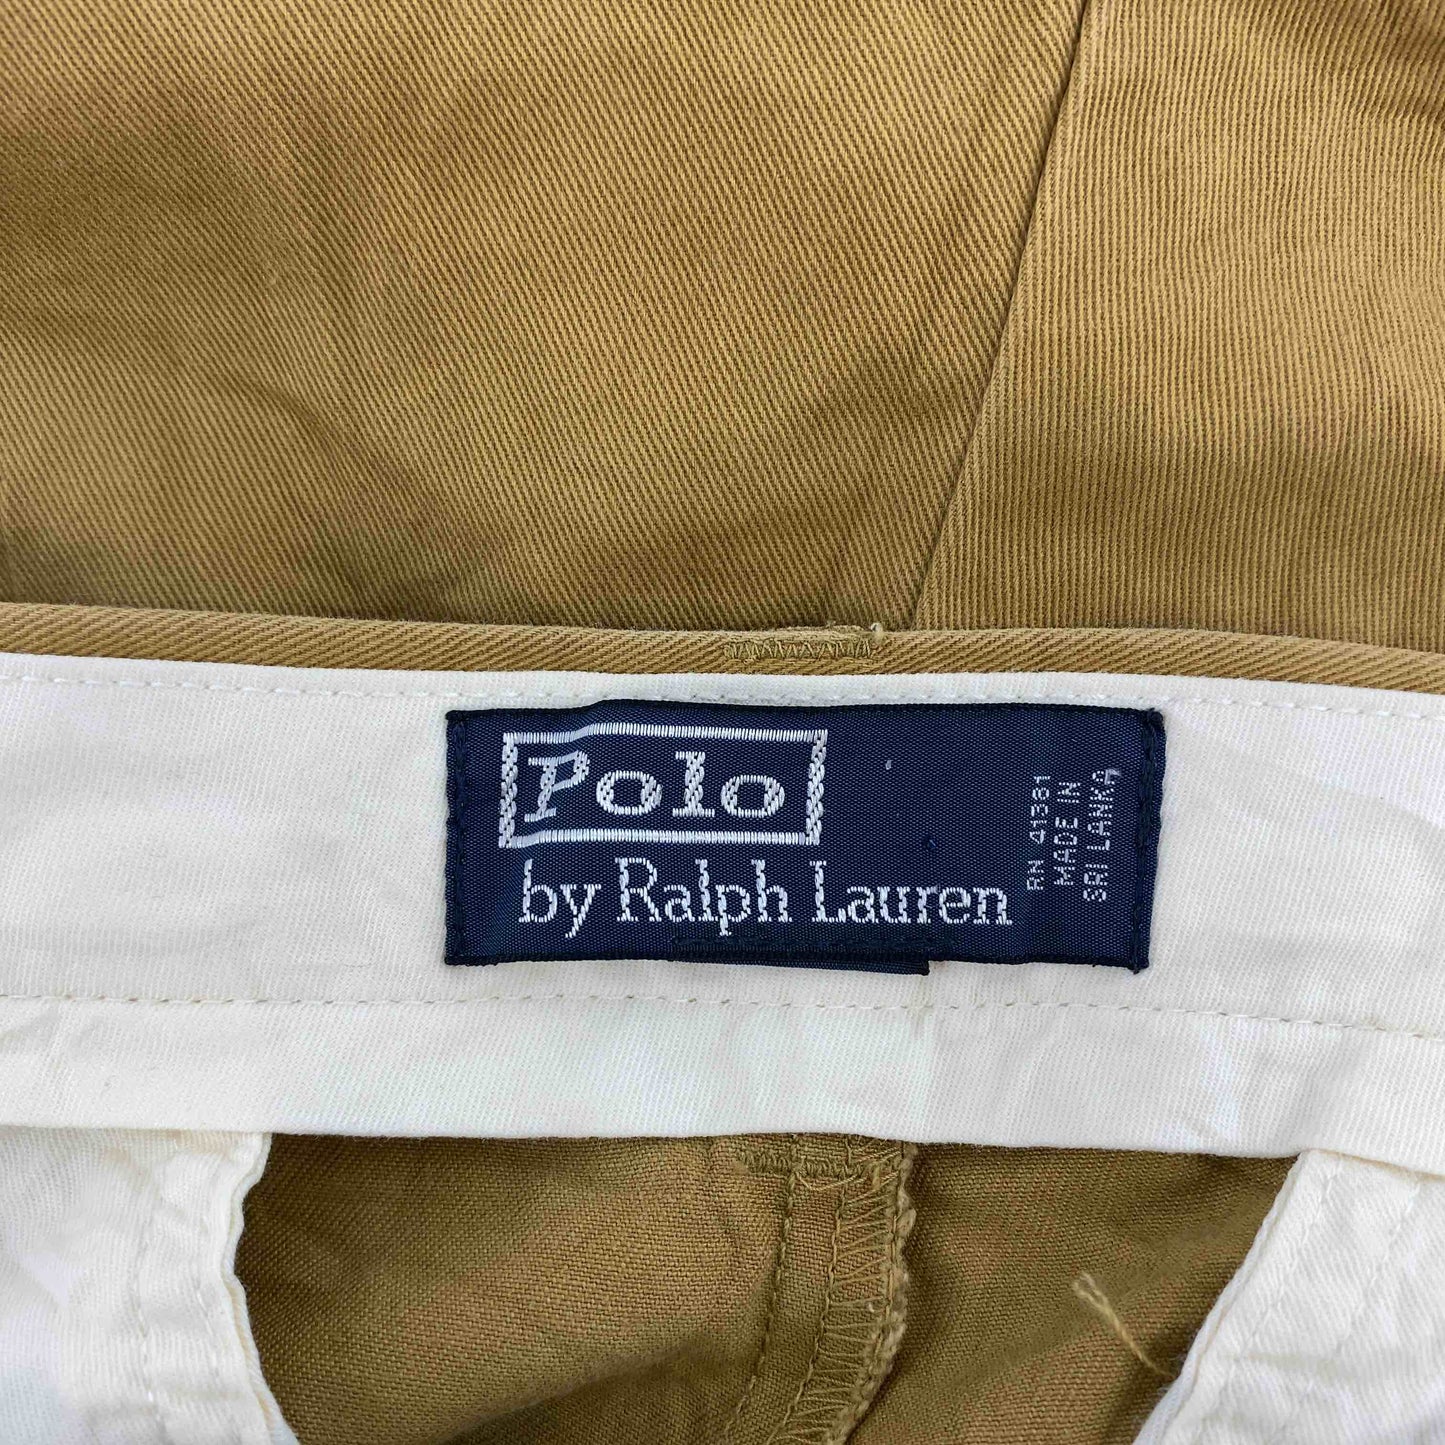 Polo
by Ralph Lauren
RN 41381
MADE IN
SRI LANKA